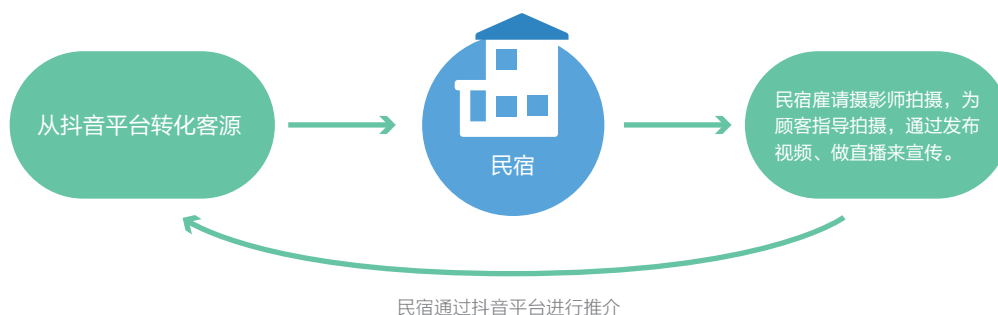 从抖音平台转化客源
民宿
民宿雇请摄影师拍摄，为
顾客指导拍摄，通过发布
视频、做直播来宣传。
民宿通过抖音平台进行推介